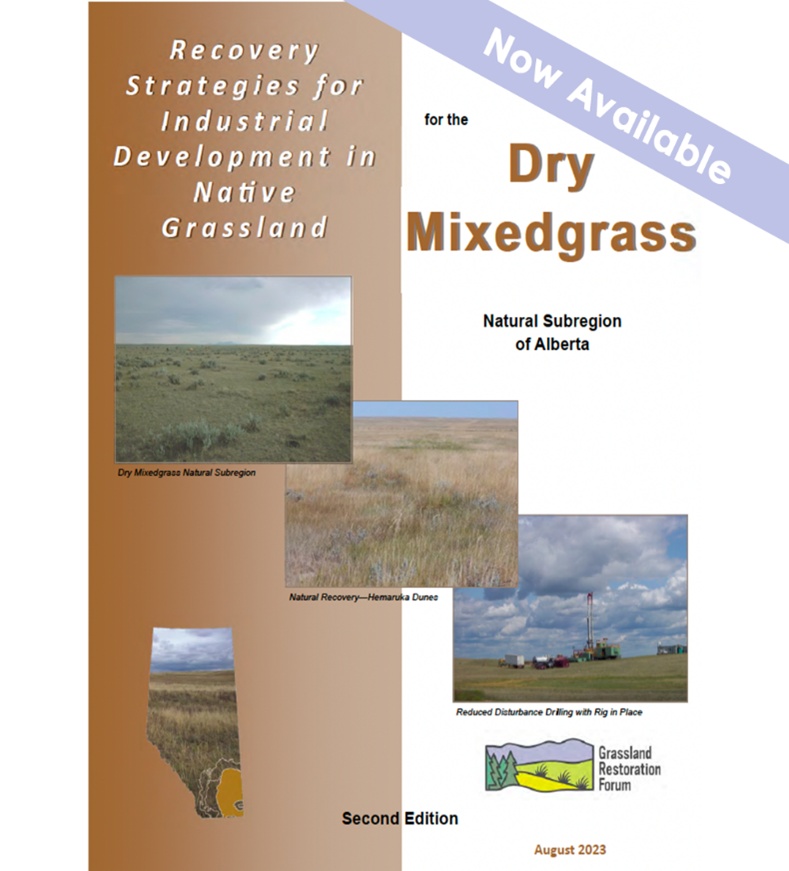 Recovery
Strategies for
Industrial
Development in
Native
Grassland
Now Available
for the
Dry
Mixedgrass
Natural Subregion
of Alberta
Dry Mixedgrass Natural Subregion
Natural Recovery—Hemaruka Dunes
Reduced Disturbance Drilling with Rig in Place
Grassland
Restoration
Forum
Second Edition
August 2023